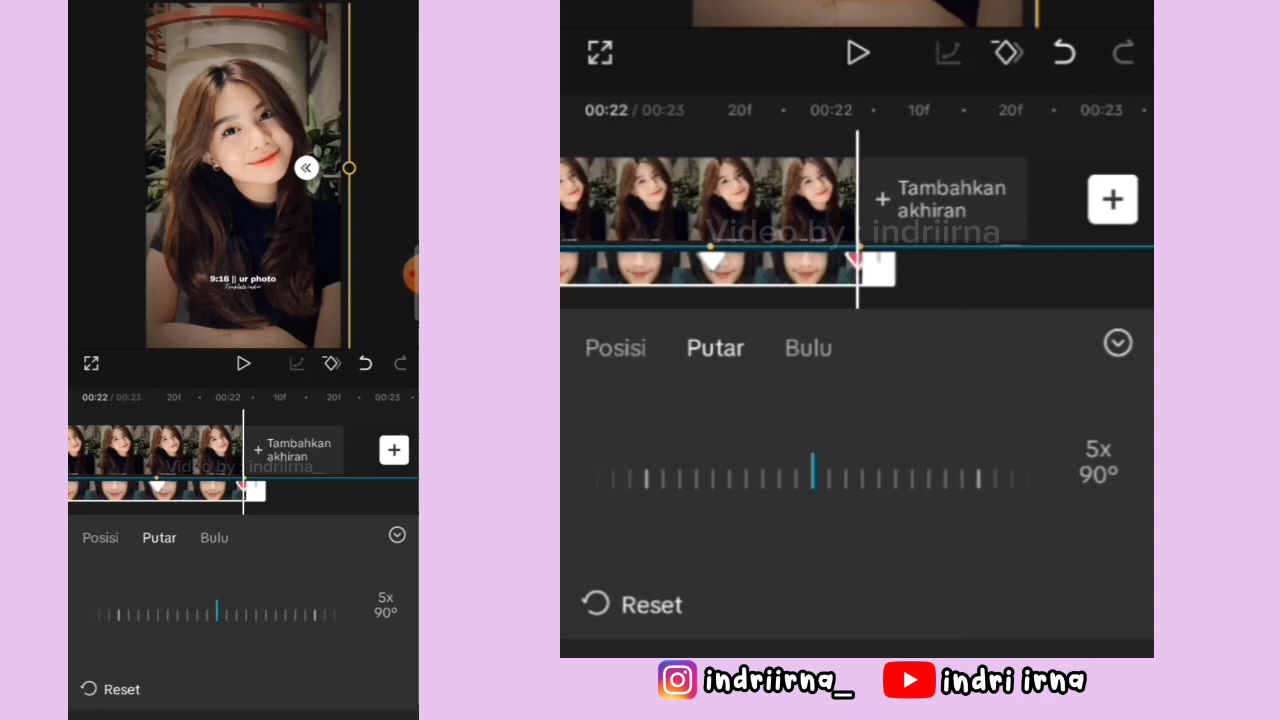 9:16 || ur photo
Template indri
00:22 / 00:23 20f 00:22 10f 20f 00:23
+ Tambahkan
akhiran
+
Video by : indriirna_
Posisi Putar Bulu
5x
90°
Reset
00:22 / 00:23 20f 00:22 10f 20f 00:23
+ Tambahkan
akhiran
+
Video by : indriirna_
Posisi Putar Bulu
5x
90°
Reset
indriirna_ indri irna